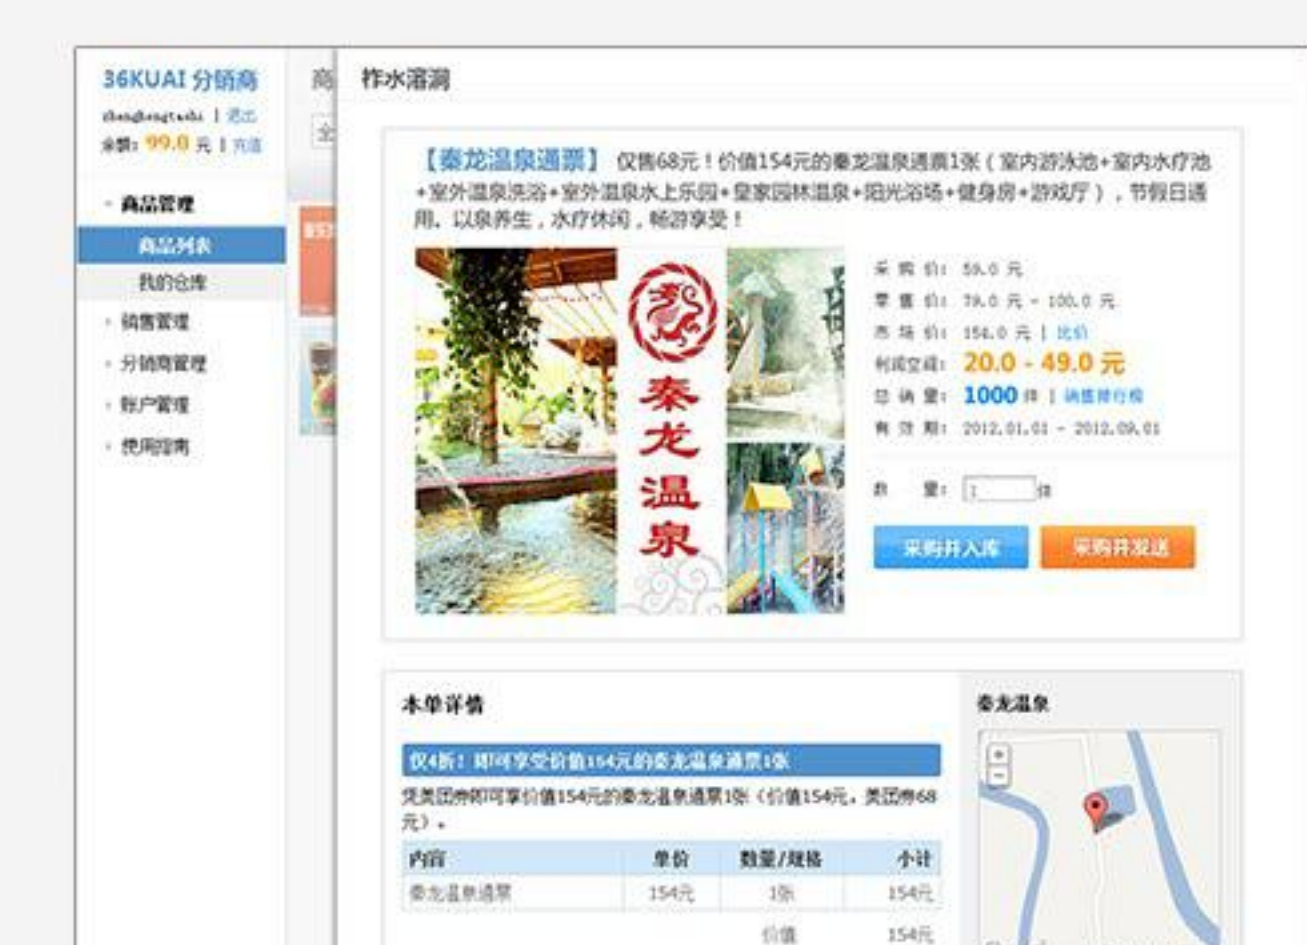 36KUAI 分销商
商
祚水溶洞
zhanghengtashi | 退出
余额：99.0 元 | 充值
全
商品管理
商品列表
我的仓库
销售管理
分销商管理
账户管理
使用指南
【秦龙温泉通票】 仅售68元！价值154元的秦龙温泉通票1张（室内游泳池+室内水疗池
+室外温泉洗浴+室外温泉水上乐园+皇家园林温泉+阳光浴场+健身房+游戏厅），节假日通
用。以泉养生，水疗休闲，畅游享受！
秦龙温泉
采 购 价： 59.0 元
零 售 价： 79.0 元 - 100.0 元
市 场 价： 154.0 元 | 比价
利润空间： 20.0 - 49.0 元
总 销 量： 1000 件 | 销售排行榜
有 效 期： 2012.01.01 - 2012.09.01
数 量： 1
采购并入库 采购并发送
本单详情
仅4折！即可享受价值154元的秦龙温泉通票1张
凭美团券即可享价值154元的秦龙温泉通票1张（价值154元，美团券68
元）。
内容 单价 数量/规格 小计
秦龙温泉通票 154元 1张 154元
价值 154元
秦龙温泉
+
-